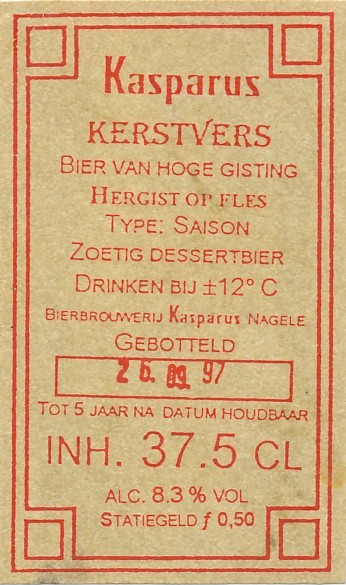 Kasparus
KERSTVERS
BIER VAN HOGE GISTING
HERGIST OP FLES
TYPE: SAISON
ZOETIG DESSERTBIER
DRINKEN BIJ ±12° C
BIERBROUWERIJ Kasparus NAGELE
GEBOTTELD
26.09.97
TOT 5 JAAR NA DATUM HOUDBAAR
INH. 37.5 CL
ALC. 8.3 % VOL
STATIEGELD ƒ 0,50